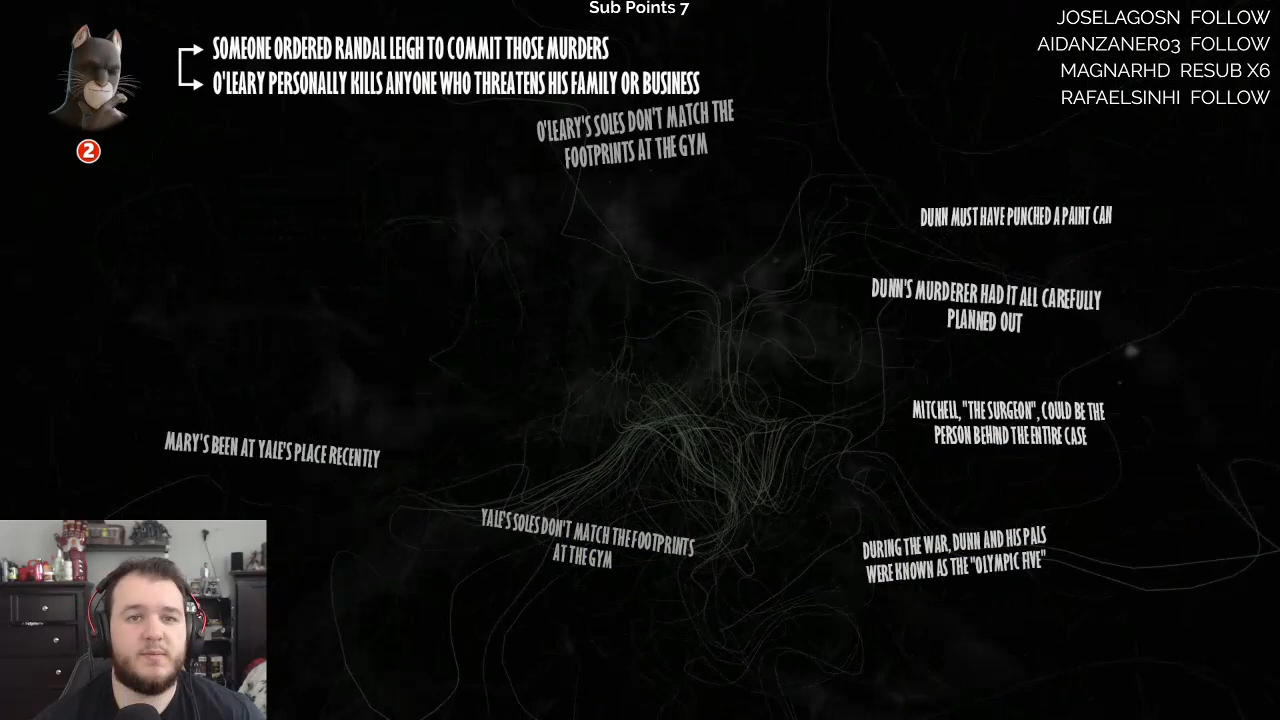 Sub Points 7
JOSELAGOSN FOLLOW
AIDANZANER03 FOLLOW
MAGNARHD RESUB X6
RAFAELSINHI FOLLOW
SOMEONE ORDERED RANDAL LEIGH TO COMMIT THOSE MURDERS
O'LEARY PERSONALLY KILLS ANYONE WHO THREATENS HIS FAMILY OR BUSINESS
2
O'LEARY'S SOLES DON'T MATCH THE
FOOTPRINTS AT THE GYM
DUNN MUST HAVE PUNCHED A PAINT CAN
DUNN'S MURDERER HAD IT ALL CAREFULLY
PLANNED OUT
MITCHELL, "THE SURGEON", COULD BE THE
PERSON BEHIND THE ENTIRE CASE
MARY'S BEEN AT YALE'S PLACE RECENTLY
YALE'S SOLES DON'T MATCH THE FOOTPRINTS
AT THE GYM
DURING THE WAR, DUNN AND HIS PALS
WERE KNOWN AS THE "OLYMPIC FIVE"